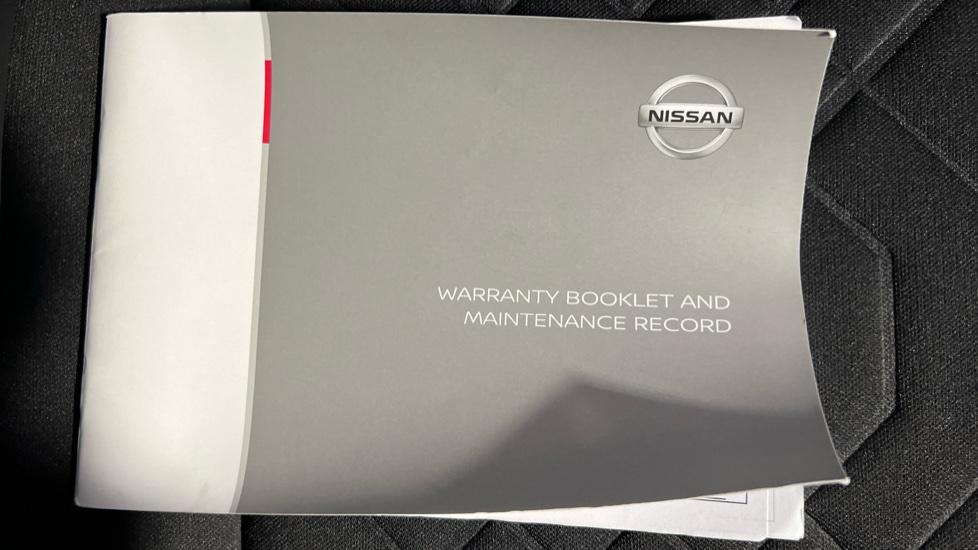 NISSAN
WARRANTY BOOKLET AND
MAINTENANCE RECORD